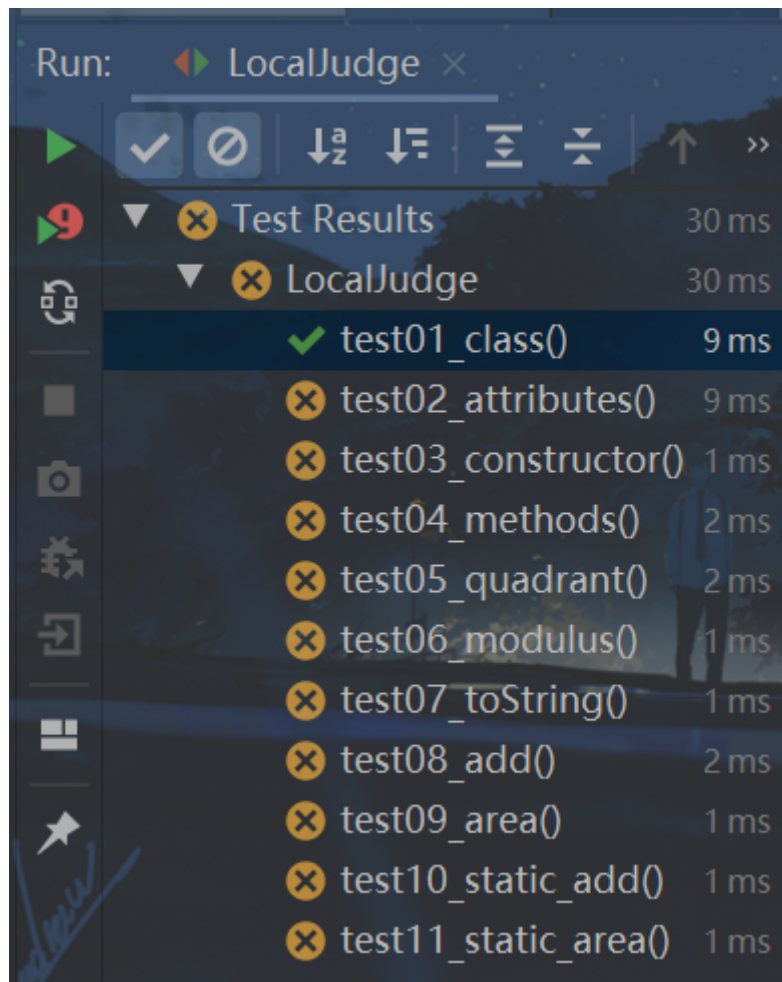 Run: LocalJudge
Test Results 30 ms
LocalJudge 30 ms
test01_class() 9 ms
test02_attributes() 9 ms
test03_constructor() 1 ms
test04_methods() 2 ms
test05_quadrant() 2 ms
test06_modulus() 1 ms
test07_toString() 1 ms
test08_add() 2 ms
test09_area() 1 ms
test10_static_add() 1 ms
test11_static_area() 1 ms